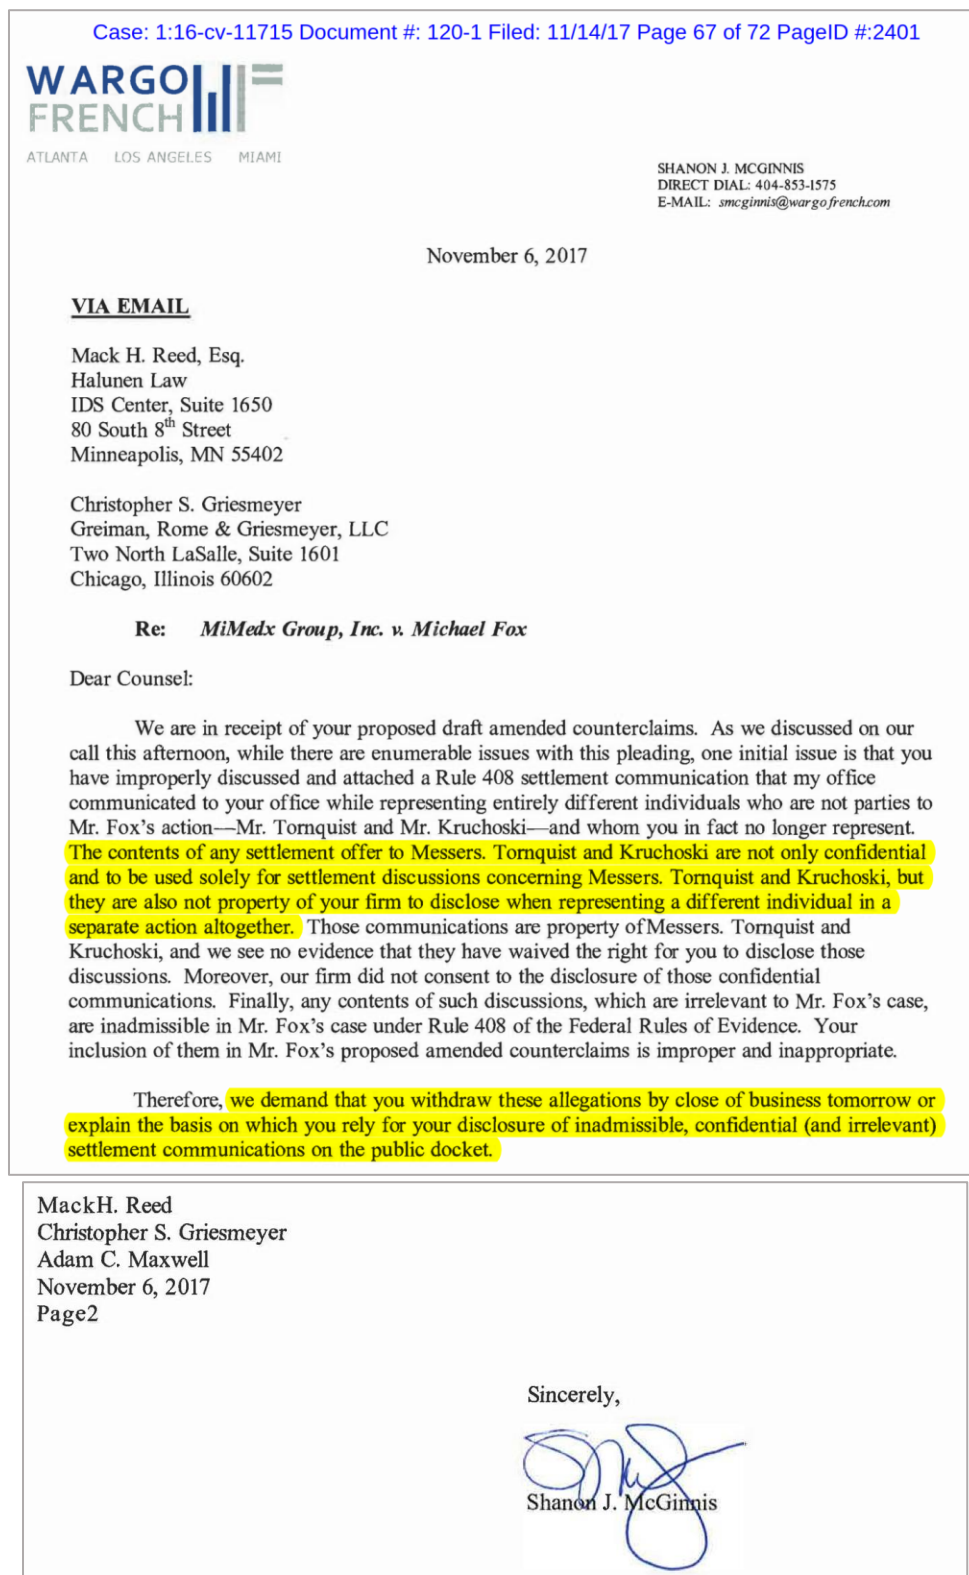 Case: 1:16-cv-11715 Document #: 120-1 Filed: 11/14/17 Page 67 of 72 PageID #:2401
WARGO
FRENCH
ATLANTA LOS ANGELES MIAMI
SHANON J. MCGINNIS
DIRECT DIAL: 404-853-1575
E-MAIL: smcginnis@wargofrench.com
November 6, 2017
VIA EMAIL
Mack H. Reed, Esq.
Halunen Law
IDS Center, Suite 1650
80 South 8th Street
Minneapolis, MN 55402
Christopher S. Griesmeyer
Greiman, Rome & Griesmeyer, LLC
Two North LaSalle, Suite 1601
Chicago, Illinois 60602
Re: MiMedx Group, Inc. v. Michael Fox
Dear Counsel:
We are in receipt of your proposed draft amended counterclaims. As we discussed on our
call this afternoon, while there are enumerable issues with this pleading, one initial issue is that you
have improperly discussed and attached a Rule 408 settlement communication that my office
communicated to your office while representing entirely different individuals who are not parties to
Mr. Fox's action—Mr. Tornquist and Mr. Kruchoski—and whom you in fact no longer represent.
The contents of any settlement offer to Messers. Tornquist and Kruchoski are not only confidential
and to be used solely for settlement discussions concerning Messers. Tornquist and Kruchoski, but
they are also not property of your firm to disclose when representing a different individual in a
separate action altogether. Those communications are property of Messers. Tornquist and
Kruchoski, and we see no evidence that they have waived the right for you to disclose those
discussions. Moreover, our firm did not consent to the disclosure of those confidential
communications. Finally, any contents of such discussions, which are irrelevant to Mr. Fox's case,
are inadmissible in Mr. Fox's case under Rule 408 of the Federal Rules of Evidence. Your
inclusion of them in Mr. Fox's proposed amended counterclaims is improper and inappropriate.
Therefore, we demand that you withdraw these allegations by close of business tomorrow or
explain the basis on which you rely for your disclosure of inadmissible, confidential (and irrelevant)
settlement communications on the public docket.
MackH. Reed
Christopher S. Griesmeyer
Adam C. Maxwell
November 6, 2017
Page2
Sincerely,
Shanon J. McGinnis